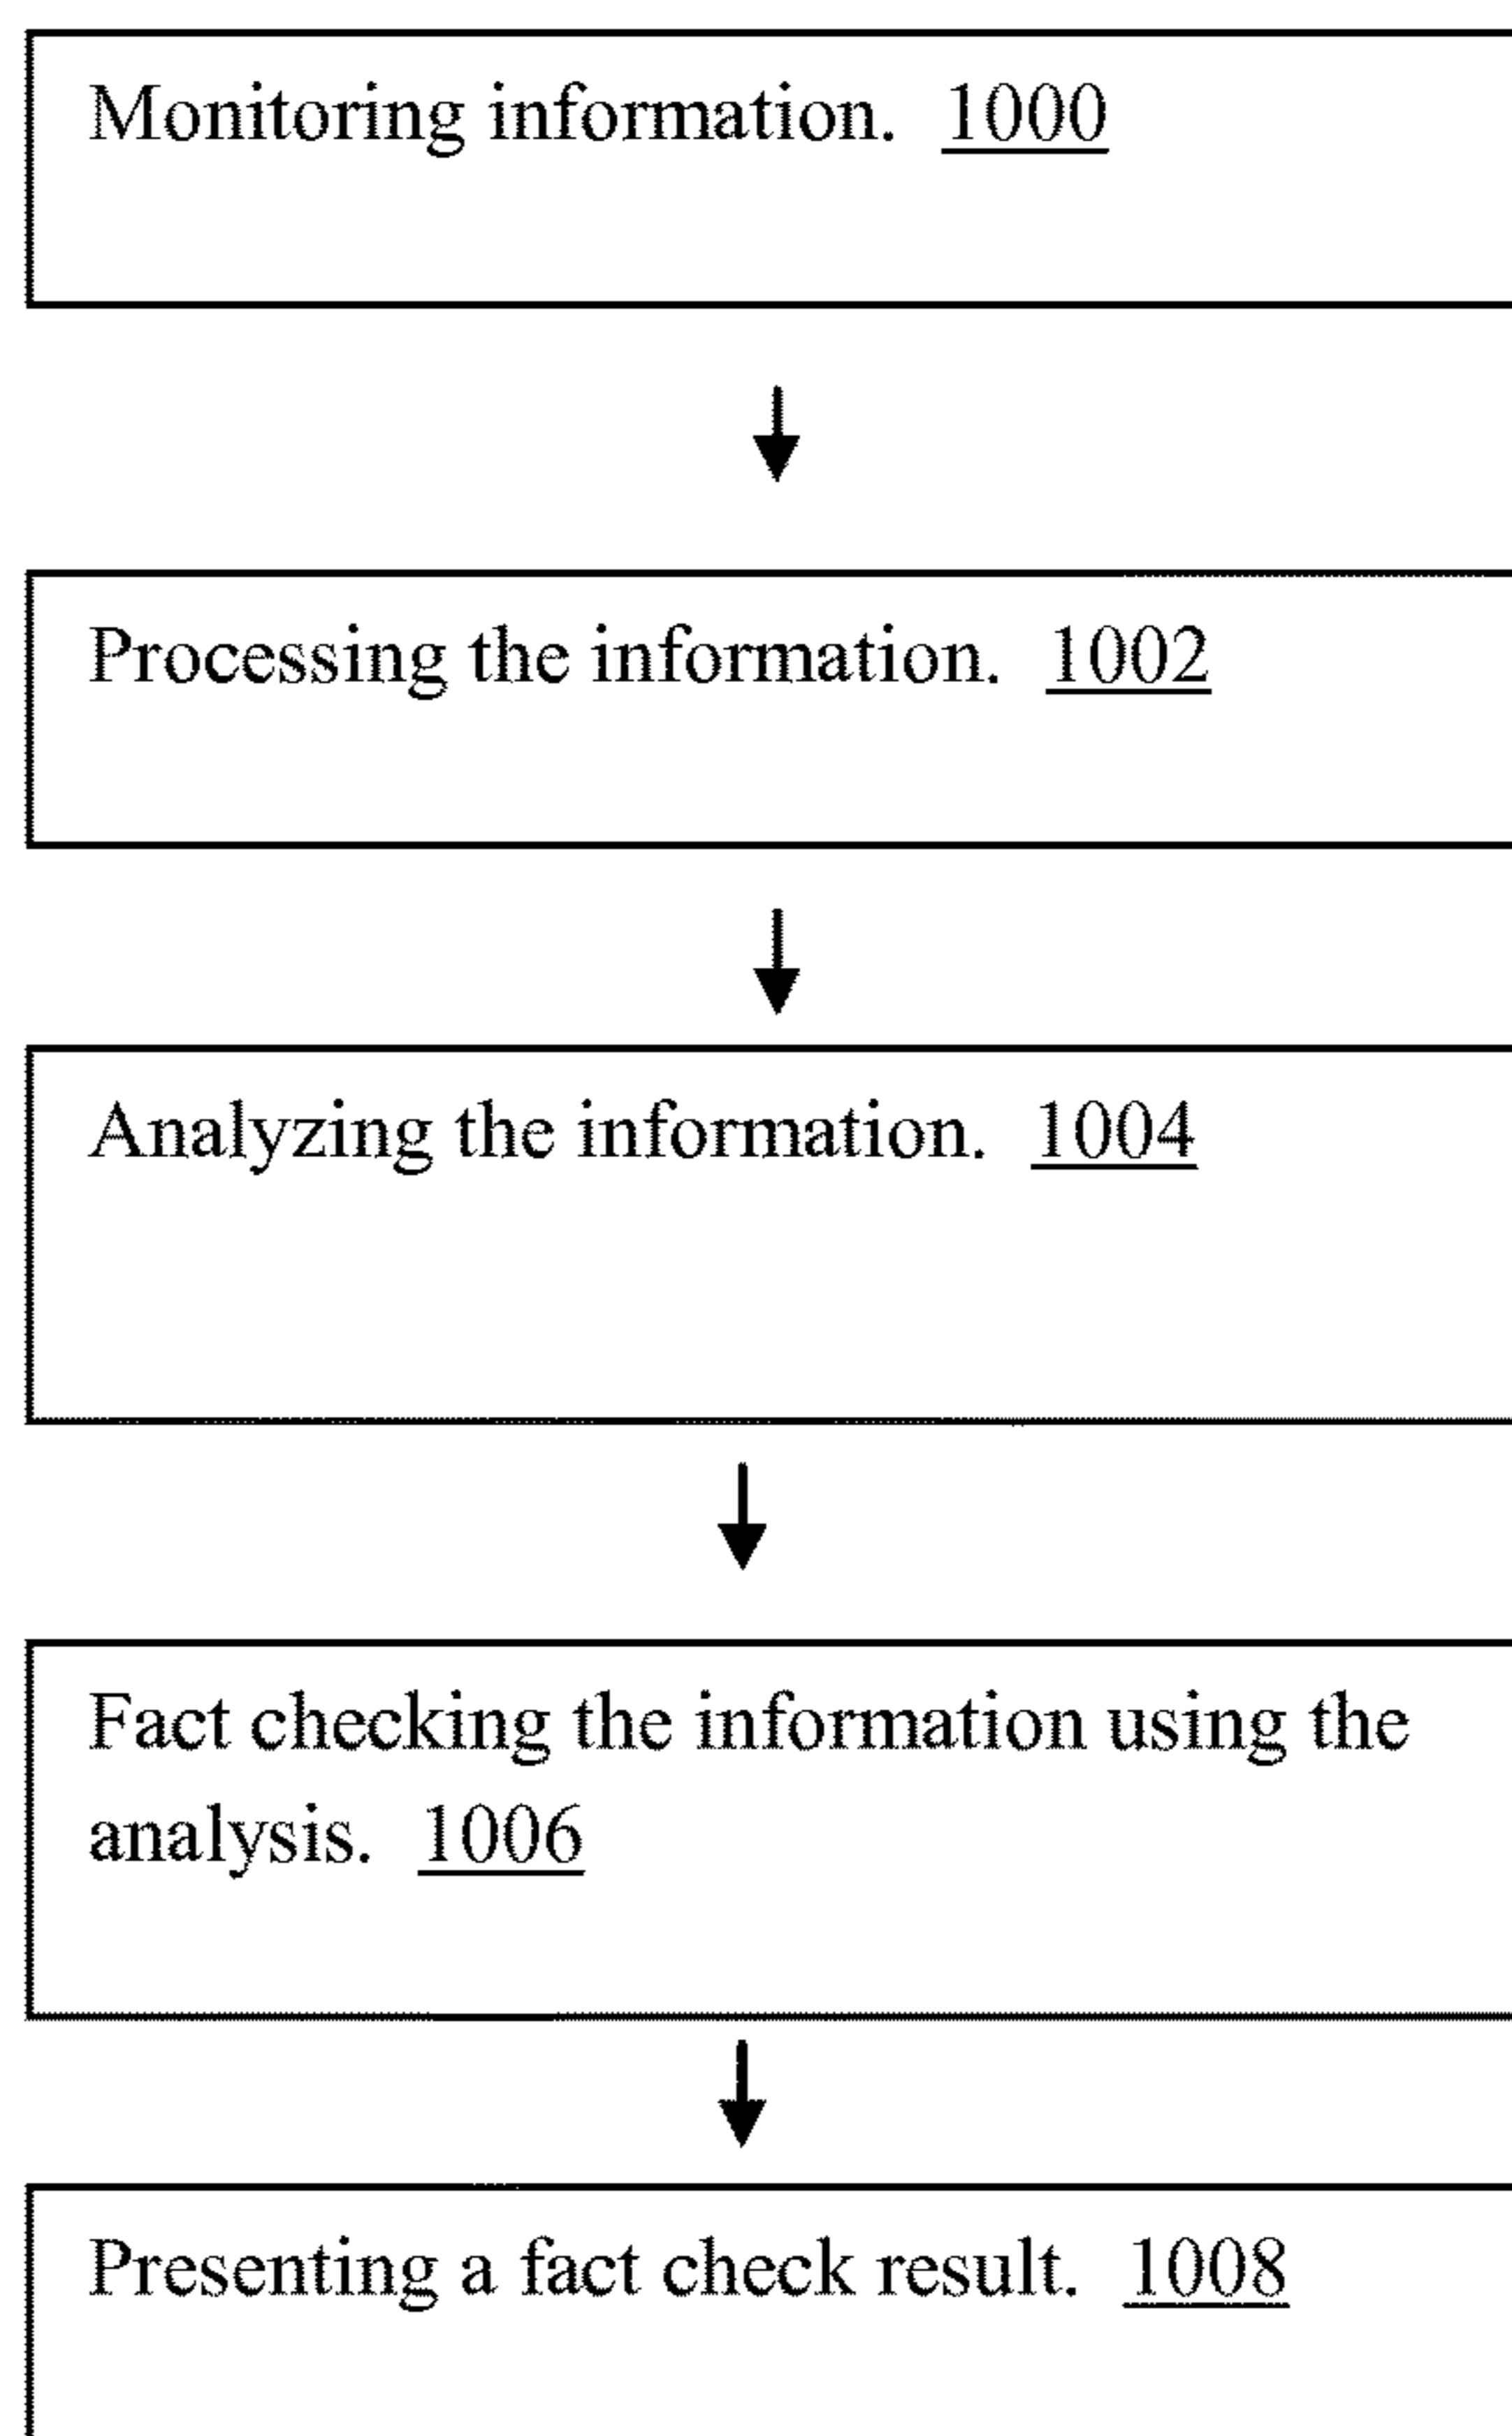 Monitoring information. 1000
Processing the information. 1002
Analyzing the information. 1004
Fact checking the information using the
analysis. 1006
Presenting a fact check result. 1008